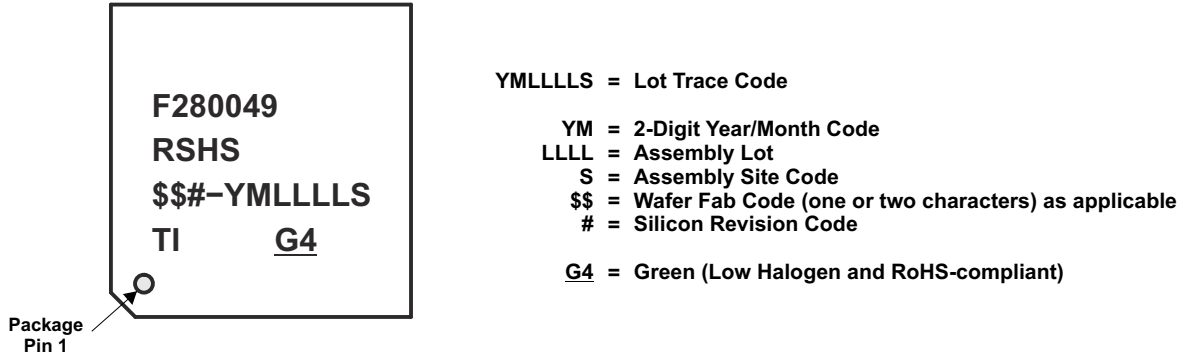 F280049
RSHS
$$#−YMLLLLS
TI G4
Package
Pin 1
YMLLLLS = Lot Trace Code
YM = 2-Digit Year/Month Code
LLLL = Assembly Lot
S = Assembly Site Code
$$ = Wafer Fab Code (one or two characters) as applicable
# = Silicon Revision Code
G4 = Green (Low Halogen and RoHS-compliant)